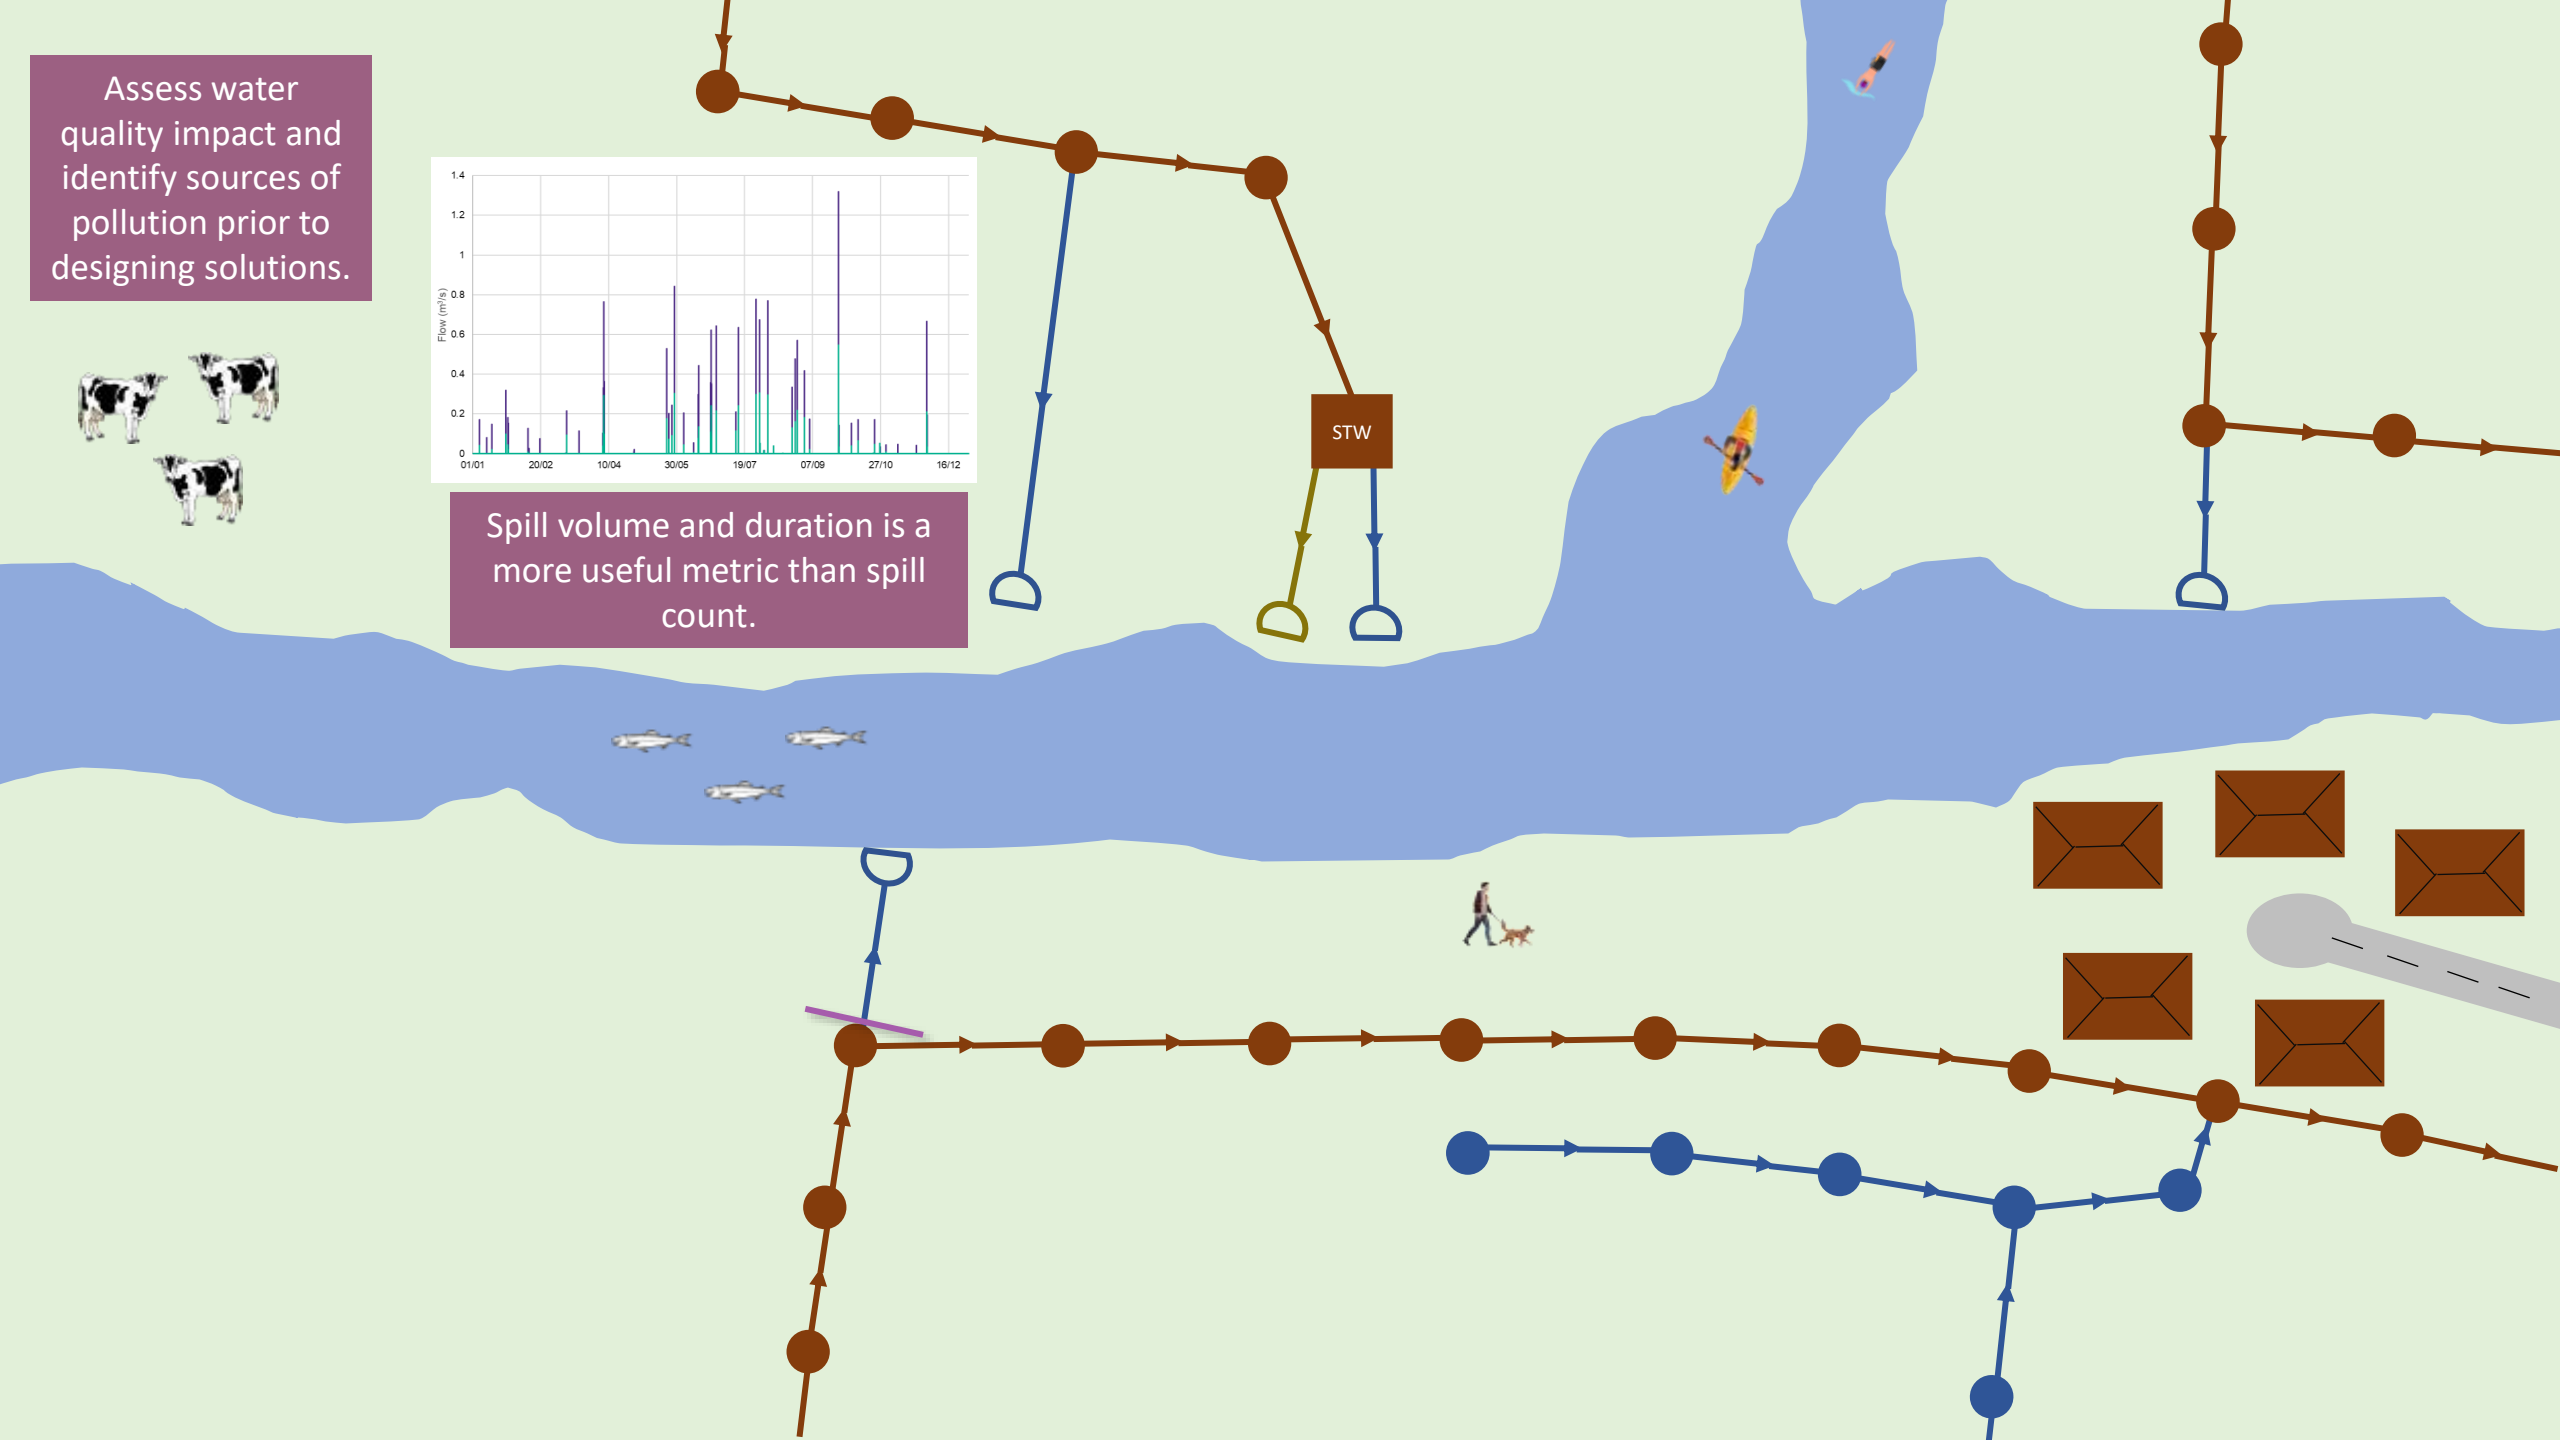 Assess water
quality impact and
identify sources of
pollution prior to
designing solutions.
1.4
1.2
1
0.8
0.6
0.4
0.2
0
Flow (m³/s)
01/01 20/02 10/04 30/05 19/07 07/09 27/10 16/12
Spill volume and duration is a
more useful metric than spill
count.
STW